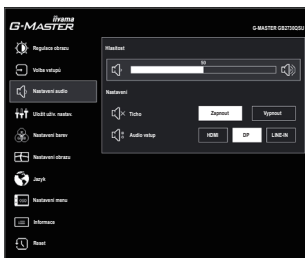 iiyama
G-MASTER
G-MASTER GB2730QSU
Regulace obrazu
Volba vstupů
Nastavení audio
Uložit uživ. nastav.
Nastavení barev
Nastavení obrazu
Jazyk
Nastavení menu
Informace
Reset
Hlasitost
50
Nastavení
Ticho
Zapnout
Vypnout
Audio vstup
HDMI
DP
LINE-IN